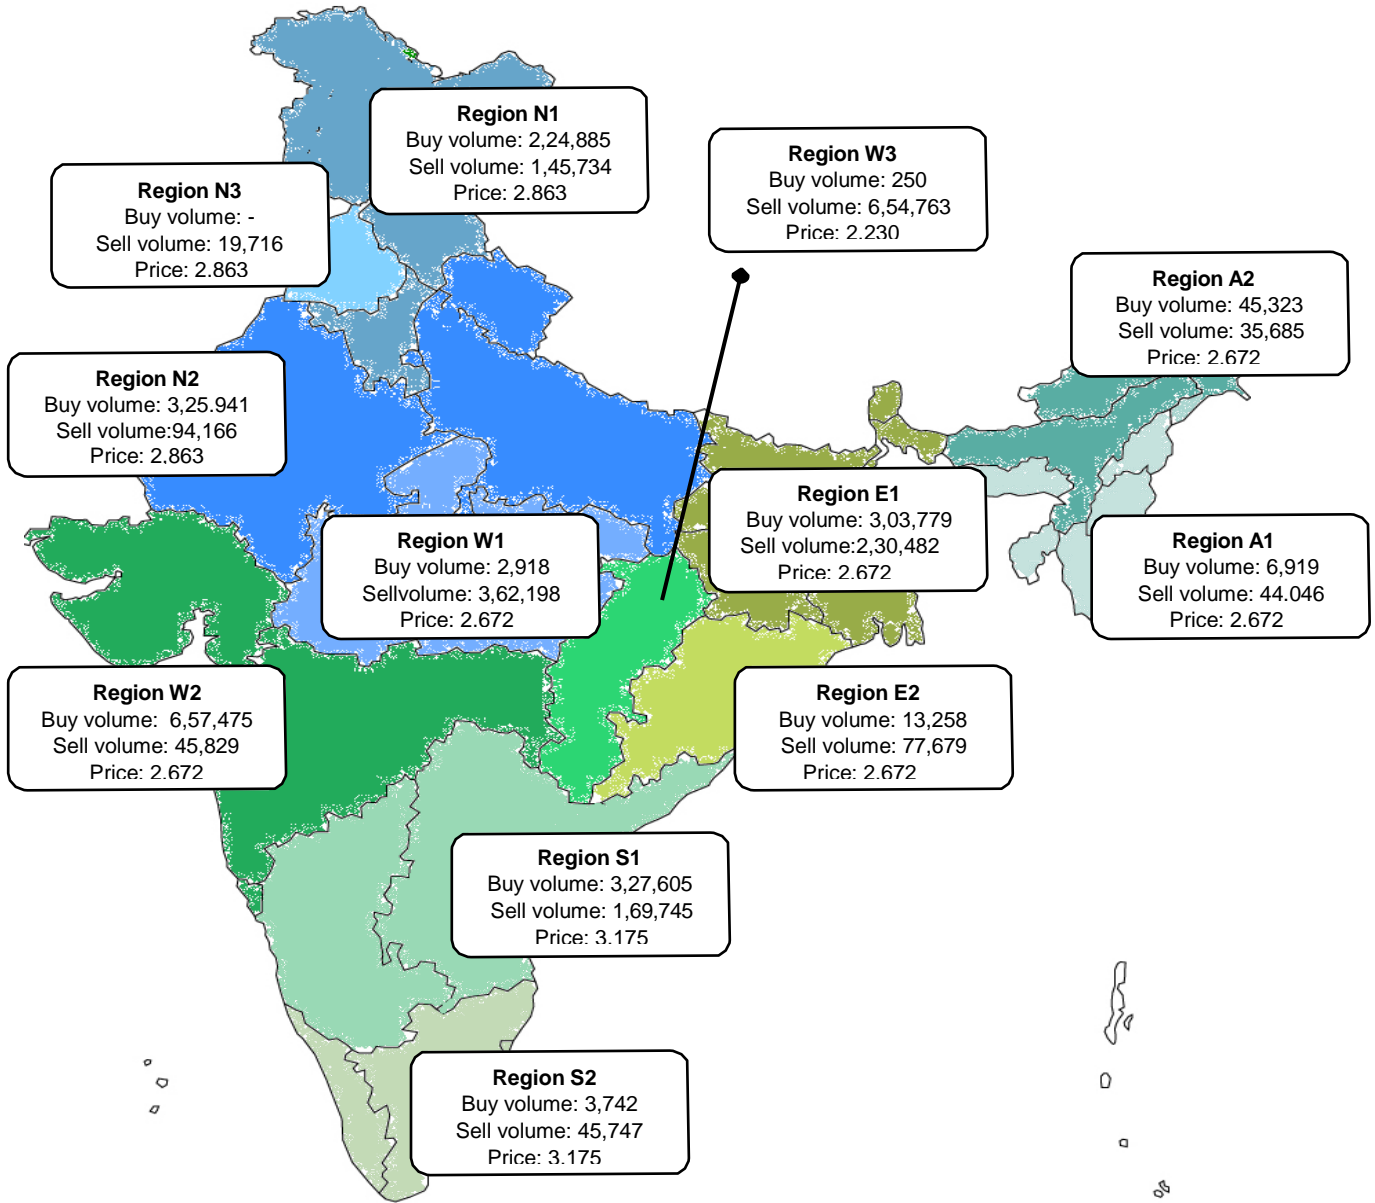 Region N1
Buy volume: 2,24,885
Sell volume: 1,45,734
Price: 2.863
Region W3
Buy volume: 250
Sell volume: 6,54,763
Price: 2.230
Region N3
Buy volume: -
Sell volume: 19,716
Price: 2.863
Region A2
Buy volume: 45,323
Sell volume: 35,685
Price: 2.672
Region N2
Buy volume: 3,25.941
Sell volume:94,166
Price: 2,863
Region E1
Buy volume: 3,03,779
Sell volume:2,30,482
Price: 2.672
Region W1
Buy volume: 2,918
Sellvolume: 3,62,198
Price: 2.672
Region A1
Buy volume: 6,919
Sell volume: 44.046
Price: 2.672
Region W2
Buy volume: 6,57,475
Sell volume: 45,829
Price: 2.672
Region E2
Buy volume: 13,258
Sell volume: 77,679
Price: 2.672
Region S1
Buy volume: 3,27,605
Sell volume: 1,69,745
Price: 3.175
Region S2
Buy volume: 3,742
Sell volume: 45,747
Price: 3.175